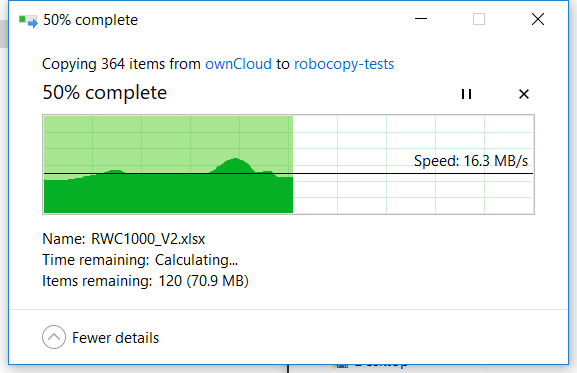 50% complete
Copying 364 items from ownCloud to robocopy-tests
50% complete
Speed: 16.3 MB/s
Name: RWC1000_V2.xlsx
Time remaining: Calculating...
Items remaining: 120 (70.9 MB)
Fewer details